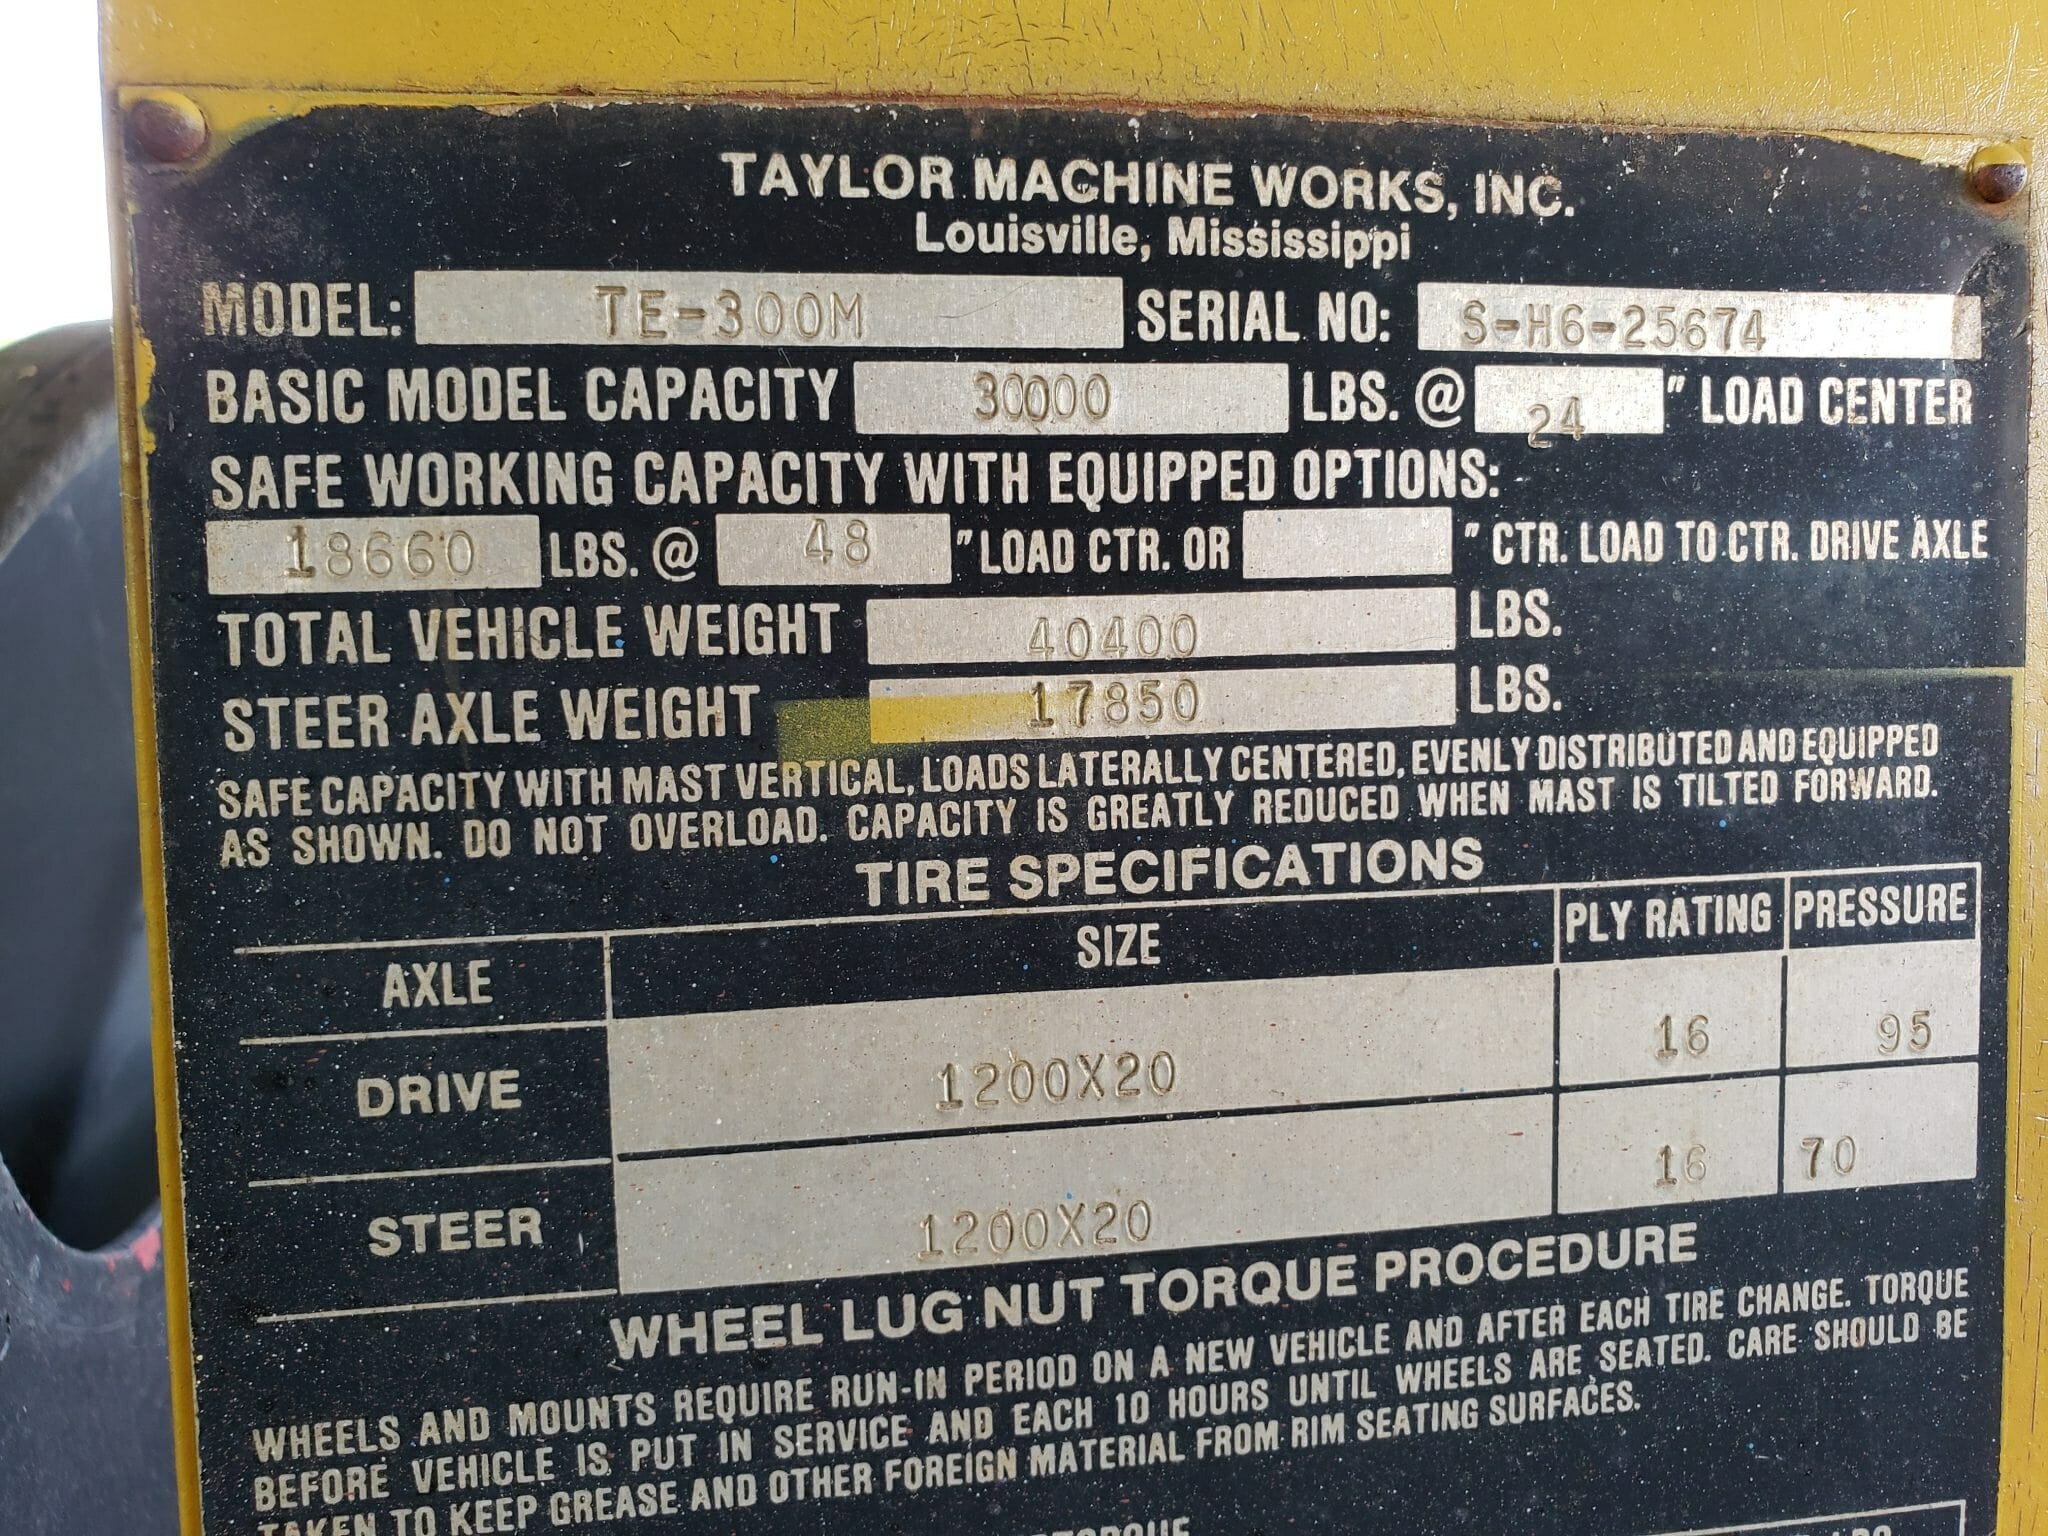 TAYLOR MACHINE WORKS, INC.
Louisville, Mississippi
MODEL: TE-300M SERIAL NO: S-H6-25674
BASIC MODEL CAPACITY 30000 LBS. @ 24 " LOAD CENTER
SAFE WORKING CAPACITY WITH EQUIPPED OPTIONS:
18660 LBS. @ 48 " LOAD CTR. OR " CTR. LOAD TO CTR. DRIVE AXLE
TOTAL VEHICLE WEIGHT 40400 LBS.
STEER AXLE WEIGHT 17850 LBS.
SAFE CAPACITY WITH MAST VERTICAL, LOADS LATERALLY CENTERED, EVENLY DISTRIBUTED AND EQUIPPED
AS SHOWN. DO NOT OVERLOAD. CAPACITY IS GREATLY REDUCED WHEN MAST IS TILTED FORWARD.
TIRE SPECIFICATIONS
AXLE SIZE PLY RATING PRESSURE
DRIVE 1200X20 16 95
STEER 1200X20 16 70
WHEEL LUG NUT TORQUE PROCEDURE
WHEELS AND MOUNTS REQUIRE RUN-IN PERIOD ON A NEW VEHICLE AND AFTER EACH TIRE CHANGE. TORQUE
BEFORE VEHICLE IS PUT IN SERVICE AND EACH 10 HOURS UNTIL WHEELS ARE SEATED. CARE SHOULD BE
TAKEN TO KEEP GREASE AND OTHER FOREIGN MATERIAL FROM RIM SEATING SURFACES.